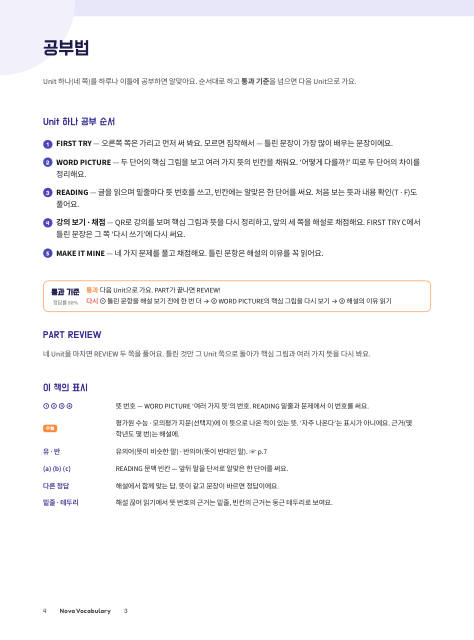 공부법
Unit 하나(네 쪽)를 하루나 이틀에 공부하면 알맞아요. 순서대로 하고 통과 기준을 넘으면 다음 Unit으로 가요.
Unit 하나 공부 순서
1 FIRST TRY — 오른쪽 쪽은 가리고 먼저 써 봐요. 모르면 짐작해서 — 틀린 문장이 가장 많이 배우는 문장이에요.
2 WORD PICTURE — 두 단어의 핵심 그림을 보고 여러 가지 뜻의 빈칸을 채워요. '어떻게 다를까?' 띠로 두 단어의 차이를
정리해요.
3 READING — 글을 읽으며 밑줄마다 뜻 번호를 쓰고, 빈칸에는 알맞은 한 단어를 써요. 처음 보는 뜻과 내용 확인(T · F)도
풀어요.
4 강의 보기 · 채점 — QR로 강의를 보며 핵심 그림과 뜻을 다시 정리하고, 앞의 세 쪽을 해설로 채점해요. FIRST TRY C에서
틀린 문장은 그 쪽 '다시 쓰기'에 다시 써요.
5 MAKE IT MINE — 네 가지 문제를 풀고 채점해요. 틀린 문항은 해설의 이유를 꼭 읽어요.
통과 기준
정답률 80%
통과 다음 Unit으로 가요. PART가 끝나면 REVIEW!
다시 ① 틀린 문항을 해설 보기 전에 한 번 더 → ② WORD PICTURE의 핵심 그림을 다시 보기 → ③ 해설의 이유 읽기
PART REVIEW
네 Unit을 마치면 REVIEW 두 쪽을 풀어요. 틀린 것만 그 Unit 쪽으로 돌아가 핵심 그림과 여러 가지 뜻을 다시 봐요.
이 책의 표시
①②③④ 뜻 번호 — WORD PICTURE '여러 가지 뜻'의 번호. READING 밑줄과 문제에서 이 번호를 써요.
수능 평가원 수능 · 모의평가 지문(선택지)에 이 뜻으로 나온 적이 있는 뜻. '자주 나온다'는 표시가 아니에요. 근거(몇
학년도 몇 번)는 해설에.
유 · 반 유의어(뜻이 비슷한 말) · 반의어(뜻이 반대인 말). ☞ p.7
(a) (b) (c) READING 문맥 빈칸 — 앞뒤 말을 단서로 알맞은 한 단어를 써요.
다른 정답 해설에서 함께 맞는 답. 뜻이 같고 문장이 바르면 정답이에요.
밑줄 · 테두리 해설 끊어 읽기에서 뜻 번호의 근거는 밑줄, 빈칸의 근거는 둥근 테두리로 보여요.
4 Nova Vocabulary 3